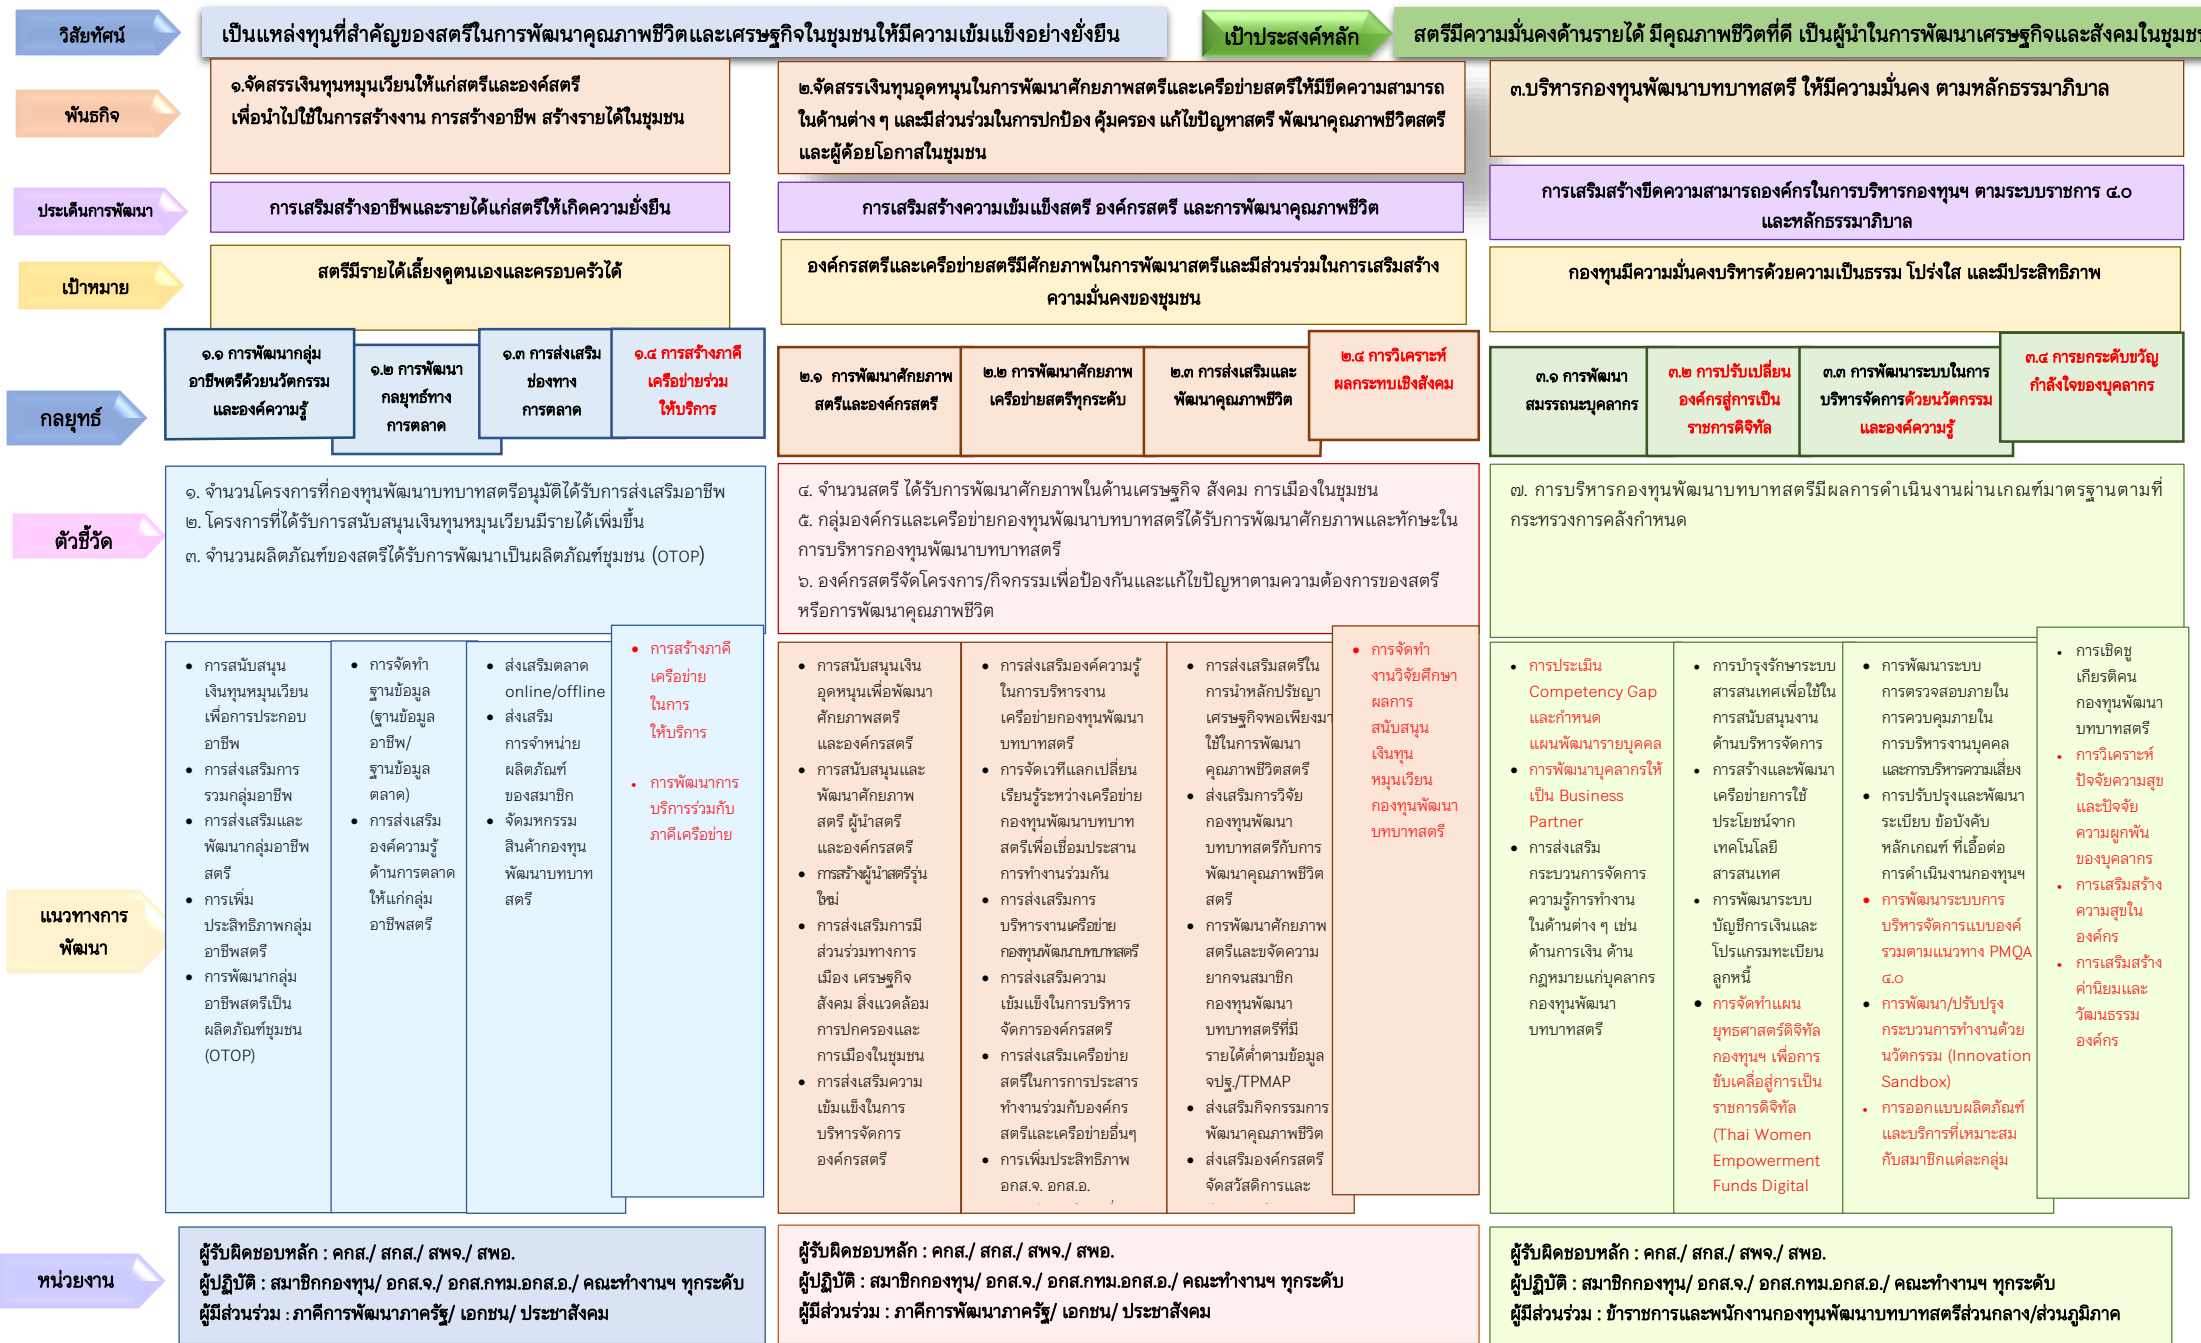 วิสัยทัศน์
เป็นแหล่งทุนที่สำคัญของสตรีในการพัฒนาคุณภาพชีวิตและเศรษฐกิจในชุมชนให้มีความเข้มแข็งอย่างยั่งยืน
เป้าประสงค์หลัก
สตรีมีความมั่นคงด้านรายได้ มีคุณภาพชีวิตที่ดี เป็นผู้นำในการพัฒนาเศรษฐกิจและสังคมในชุมชน
พันธกิจ
๑.จัดสรรเงินทุนหมุนเวียนให้แก่สตรีและองค์สตรี
เพื่อนำไปใช้ในการสร้างงาน การสร้างอาชีพ สร้างรายได้ในชุมชน
๒.จัดสรรเงินทุนอุดหนุนในการพัฒนาศักยภาพสตรีและเครือข่ายสตรีให้มีขีดความสามารถ
ในด้านต่าง ๆ และมีส่วนร่วมในการปกป้อง คุ้มครอง แก้ไขปัญหาสตรี พัฒนาคุณภาพชีวิตสตรี
และผู้ด้อยโอกาสในชุมชน
๓.บริหารกองทุนพัฒนาบทบาทสตรี ให้มีความมั่นคง ตามหลักธรรมาภิบาล
ประเด็นการพัฒนา
การเสริมสร้างอาชีพและรายได้แก่สตรีให้เกิดความยั่งยืน
การเสริมสร้างความเข้มแข็งสตรี องค์กรสตรี และการพัฒนาคุณภาพชีวิต
การเสริมสร้างขีดความสามารถองค์กรในการบริหารกองทุนฯ ตามระบบราชการ ๔.๐
และหลักธรรมาภิบาล
เป้าหมาย
สตรีมีรายได้เลี้ยงดูตนเองและครอบครัวได้
องค์กรสตรีและเครือข่ายสตรีมีศักยภาพในการพัฒนาสตรีและมีส่วนร่วมในการเสริมสร้าง
ความมั่นคงของชุมชน
กองทุนมีความมั่นคงบริหารด้วยความเป็นธรรม โปร่งใส และมีประสิทธิภาพ
กลยุทธ์
๑.๑ การพัฒนากลุ่ม
อาชีพตรีด้วยนวัตกรรม
และองค์ความรู้
๑.๒ การพัฒนา
กลยุทธ์ทาง
การตลาด
๑.๓ การส่งเสริม
ช่องทาง
การตลาด
๑.๔ การสร้างภาคี
เครือข่ายร่วม
ให้บริการ
๒.๑ การพัฒนาศักยภาพ
สตรีและองค์กรสตรี
๒.๒ การพัฒนาศักยภาพ
เครือข่ายสตรีทุกระดับ
๒.๓ การส่งเสริมและ
พัฒนาคุณภาพชีวิต
๒.๔ การวิเคราะห์
ผลกระทบเชิงสังคม
๓.๑ การพัฒนา
สมรรถนะบุคลากร
๓.๒ การปรับเปลี่ยน
องค์กรสู่การเป็น
ราชการดิจิทัล
๓.๓ การพัฒนาระบบในการ
บริหารจัดการด้วยนวัตกรรม
และองค์ความรู้
๓.๔ การยกระดับขวัญ
กำลังใจของบุคลากร
ตัวชี้วัด
๑. จำนวนโครงการที่กองทุนพัฒนาบทบาทสตรีอนุมัติได้รับการส่งเสริมอาชีพ
๒. โครงการที่ได้รับการสนับสนุนเงินทุนหมุนเวียนมีรายได้เพิ่มขึ้น
๓. จำนวนผลิตภัณฑ์ของสตรีได้รับการพัฒนาเป็นผลิตภัณฑ์ชุมชน (OTOP)
๔. จำนวนสตรี ได้รับการพัฒนาศักยภาพในด้านเศรษฐกิจ สังคม การเมืองในชุมชน
๕. กลุ่มองค์กรและเครือข่ายกองทุนพัฒนาบทบาทสตรีได้รับการพัฒนาศักยภาพและทักษะใน
การบริหารกองทุนพัฒนาบทบาทสตรี
๖. องค์กรสตรีจัดโครงการ/กิจกรรมเพื่อป้องกันและแก้ไขปัญหาตามความต้องการของสตรี
หรือการพัฒนาคุณภาพชีวิต
๗. การบริหารกองทุนพัฒนาบทบาทสตรีมีผลการดำเนินงานผ่านเกณฑ์มาตรฐานตามที่
กระทรวงการคลังกำหนด
แนวทางการ
พัฒนา
• การสนับสนุน
เงินทุนหมุนเวียน
เพื่อการประกอบ
อาชีพ
• การส่งเสริมการ
รวมกลุ่มอาชีพ
• การส่งเสริมและ
พัฒนากลุ่มอาชีพ
สตรี
• การเพิ่ม
ประสิทธิภาพกลุ่ม
อาชีพสตรี
• การพัฒนากลุ่ม
อาชีพสตรีเป็น
ผลิตภัณฑ์ชุมชน
(OTOP)
• การจัดทำ
ฐานข้อมูล
(ฐานข้อมูล
อาชีพ/
ฐานข้อมูล
ตลาด)
• การส่งเสริม
องค์ความรู้
ด้านการตลาด
ให้แก่กลุ่ม
อาชีพสตรี
• ส่งเสริมตลาด
online/offline
• ส่งเสริม
การจำหน่าย
ผลิตภัณฑ์
ของสมาชิก
• จัดมหกรรม
สินค้ากองทุน
พัฒนาบทบาท
สตรี
• การสร้างภาคี
เครือข่าย
ในการ
ให้บริการ
• การพัฒนาการ
บริการร่วมกับ
ภาคีเครือข่าย
• การสนับสนุนเงิน
อุดหนุนเพื่อพัฒนา
ศักยภาพสตรี
และองค์กรสตรี
• การสนับสนุนและ
พัฒนาศักยภาพ
สตรี ผู้นำสตรี
และองค์กรสตรี
• การสร้างผู้นำสตรีรุ่น
ใหม่
• การส่งเสริมการมี
ส่วนร่วมทางการ
เมือง เศรษฐกิจ
สังคม สิ่งแวดล้อม
การปกครองและ
การเมืองในชุมชน
• การส่งเสริมความ
เข้มแข็งในการ
บริหารจัดการ
องค์กรสตรี
• การส่งเสริมองค์ความรู้
ในการบริหารงาน
เครือข่ายกองทุนพัฒนา
บทบาทสตรี
• การจัดเวทีแลกเปลี่ยน
เรียนรู้ระหว่างเครือข่าย
กองทุนพัฒนาบทบาท
สตรีเพื่อเชื่อมประสาน
การทำงานร่วมกัน
• การส่งเสริมการ
บริหารงานเครือข่าย
กองทุนพัฒนาบทบาทสตรี
• การส่งเสริมความ
เข้มแข็งในการบริหาร
จัดการองค์กรสตรี
• การส่งเสริมเครือข่าย
สตรีในการการประสาร
ทำงานร่วมกับองค์กร
สตรีและเครือข่ายอื่นๆ
• การเพิ่มประสิทธิภาพ
อกส.จ. อกส.อ.
• การส่งเสริมสตรีใน
การนำหลักปรัชญา
เศรษฐกิจพอเพียงมา
ใช้ในการพัฒนา
คุณภาพชีวิตสตรี
• ส่งเสริมการวิจัย
กองทุนพัฒนา
บทบาทสตรีกับการ
พัฒนาคุณภาพชีวิต
สตรี
• การพัฒนาศักยภาพ
สตรีและขจัดความ
ยากจนสมาชิก
กองทุนพัฒนา
บทบาทสตรีที่มี
รายได้ต่ำตามข้อมูล
จปฐ./TPMAP
• ส่งเสริมกิจกรรมการ
พัฒนาคุณภาพชีวิต
• ส่งเสริมองค์กรสตรี
จัดสวัสดิการและ
• การจัดทำ
งานวิจัยศึกษา
ผลการ
สนับสนุน
เงินทุน
หมุนเวียน
กองทุนพัฒนา
บทบาทสตรี
• การประเมิน
Competency Gap
และกำหนด
แผนพัฒนารายบุคคล
• การพัฒนาบุคลากรให้
เป็น Business
Partner
• การส่งเสริม
กระบวนการจัดการ
ความรู้การทำงาน
ในด้านต่าง ๆ เช่น
ด้านการเงิน ด้าน
กฎหมายแก่บุคลากร
กองทุนพัฒนา
บทบาทสตรี
• การบำรุงรักษาระบบ
สารสนเทศเพื่อใช้ใน
การสนับสนุนงาน
ด้านบริหารจัดการ
• การสร้างและพัฒนา
เครือข่ายการใช้
ประโยชน์จาก
เทคโนโลยี
สารสนเทศ
• การพัฒนาระบบ
บัญชีการเงินและ
โปรแกรมทะเบียน
ลูกหนี้
• การจัดทำแผน
ยุทธศาสตร์ดิจิทัล
กองทุนฯ เพื่อการ
ขับเคลื่อสู่การเป็น
ราชการดิจิทัล
(Thai Women
Empowerment
Funds Digital
• การพัฒนาระบบ
การตรวจสอบภายใน
การควบคุมภายใน
การบริหารงานบุคคล
และการบริหารความเสี่ยง
• การปรับปรุงและพัฒนา
ระเบียบ ข้อบังคับ
หลักเกณฑ์ ที่เอื้อต่อ
การดำเนินงานกองทุนฯ
• การพัฒนาระบบการ
บริหารจัดการแบบองค์
รวมตามแนวทาง PMQA
๔.๐
• การพัฒนา/ปรับปรุง
กระบวนการทำงานด้วย
นวัตกรรม (Innovation
Sandbox)
• การออกแบบผลิตภัณฑ์
และบริการที่เหมาะสม
กับสมาชิกแต่ละกลุ่ม
• การเชิดชู
เกียรติคน
กองทุนพัฒนา
บทบาทสตรี
• การวิเคราะห์
ปัจจัยความสุข
และปัจจัย
ความผูกพัน
ของบุคลากร
• การเสริมสร้าง
ความสุขใน
องค์กร
• การเสริมสร้าง
ค่านิยมและ
วัฒนธรรม
องค์กร
หน่วยงาน
ผู้รับผิดชอบหลัก : คกส./ สกส./ สพจ./ สพอ.
ผู้ปฏิบัติ : สมาชิกกองทุน/ อกส.จ./ อกส.กทม.อกส.อ./ คณะทำงานฯ ทุกระดับ
ผู้มีส่วนร่วม : ภาคีการพัฒนาภาครัฐ/ เอกชน/ ประชาสังคม
ผู้รับผิดชอบหลัก : คกส./ สกส./ สพจ./ สพอ.
ผู้ปฏิบัติ : สมาชิกกองทุน/ อกส.จ./ อกส.กทม.อกส.อ./ คณะทำงานฯ ทุกระดับ
ผู้มีส่วนร่วม : ภาคีการพัฒนาภาครัฐ/ เอกชน/ ประชาสังคม
ผู้รับผิดชอบหลัก : คกส./ สกส./ สพจ./ สพอ.
ผู้ปฏิบัติ : สมาชิกกองทุน/ อกส.จ./ อกส.กทม.อกส.อ./ คณะทำงานฯ ทุกระดับ
ผู้มีส่วนร่วม : ข้าราชการและพนักงานกองทุนพัฒนาบทบาทสตรีส่วนกลาง/ส่วนภูมิภาค